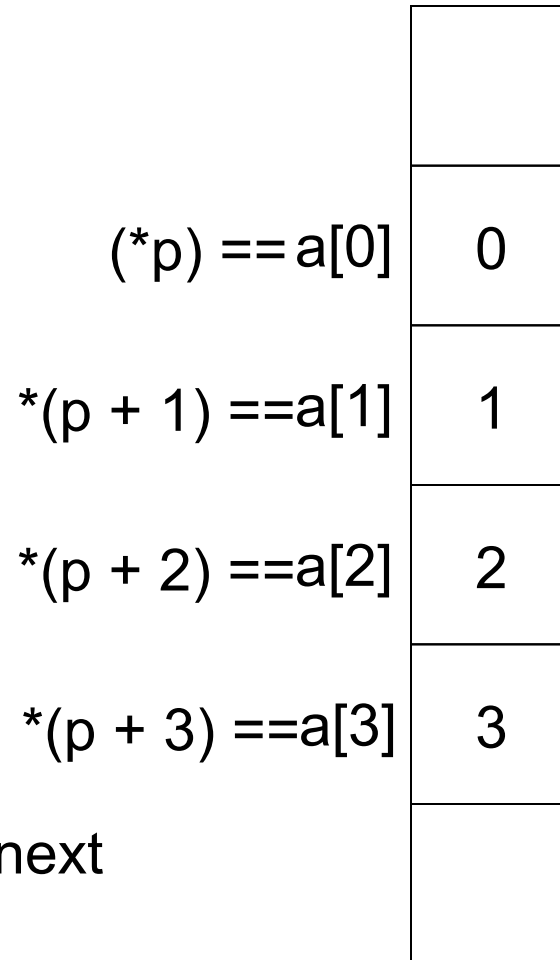 (*p) == a[0] 0
*(p + 1) ==a[1] 1
*(p + 2) ==a[2] 2
*(p + 3) ==a[3] 3
next